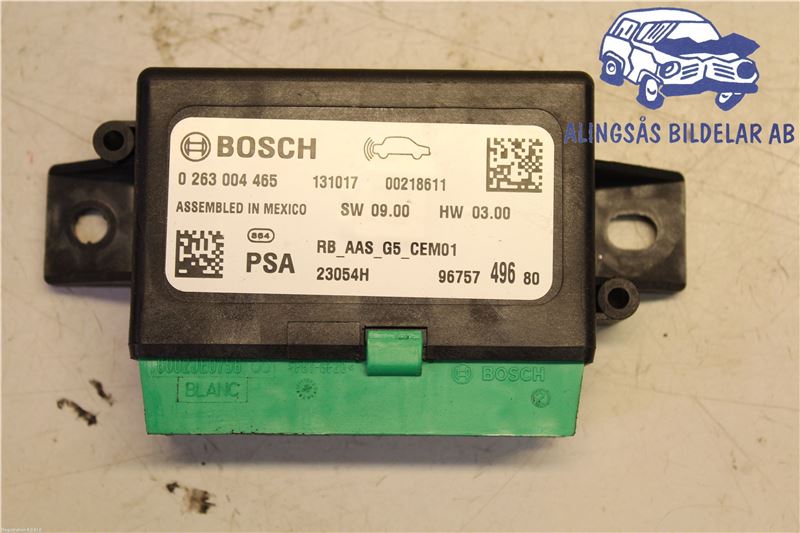 ALINGSÅS BILDELAR AB
BOSCH
0 263 004 465 131017 00218611
ASSEMBLED IN MEXICO SW 09.00 HW 03.00
864
PSA
RB_AAS_G5_CEM01
23054H 96757 496 80
BOSCH
BLANC